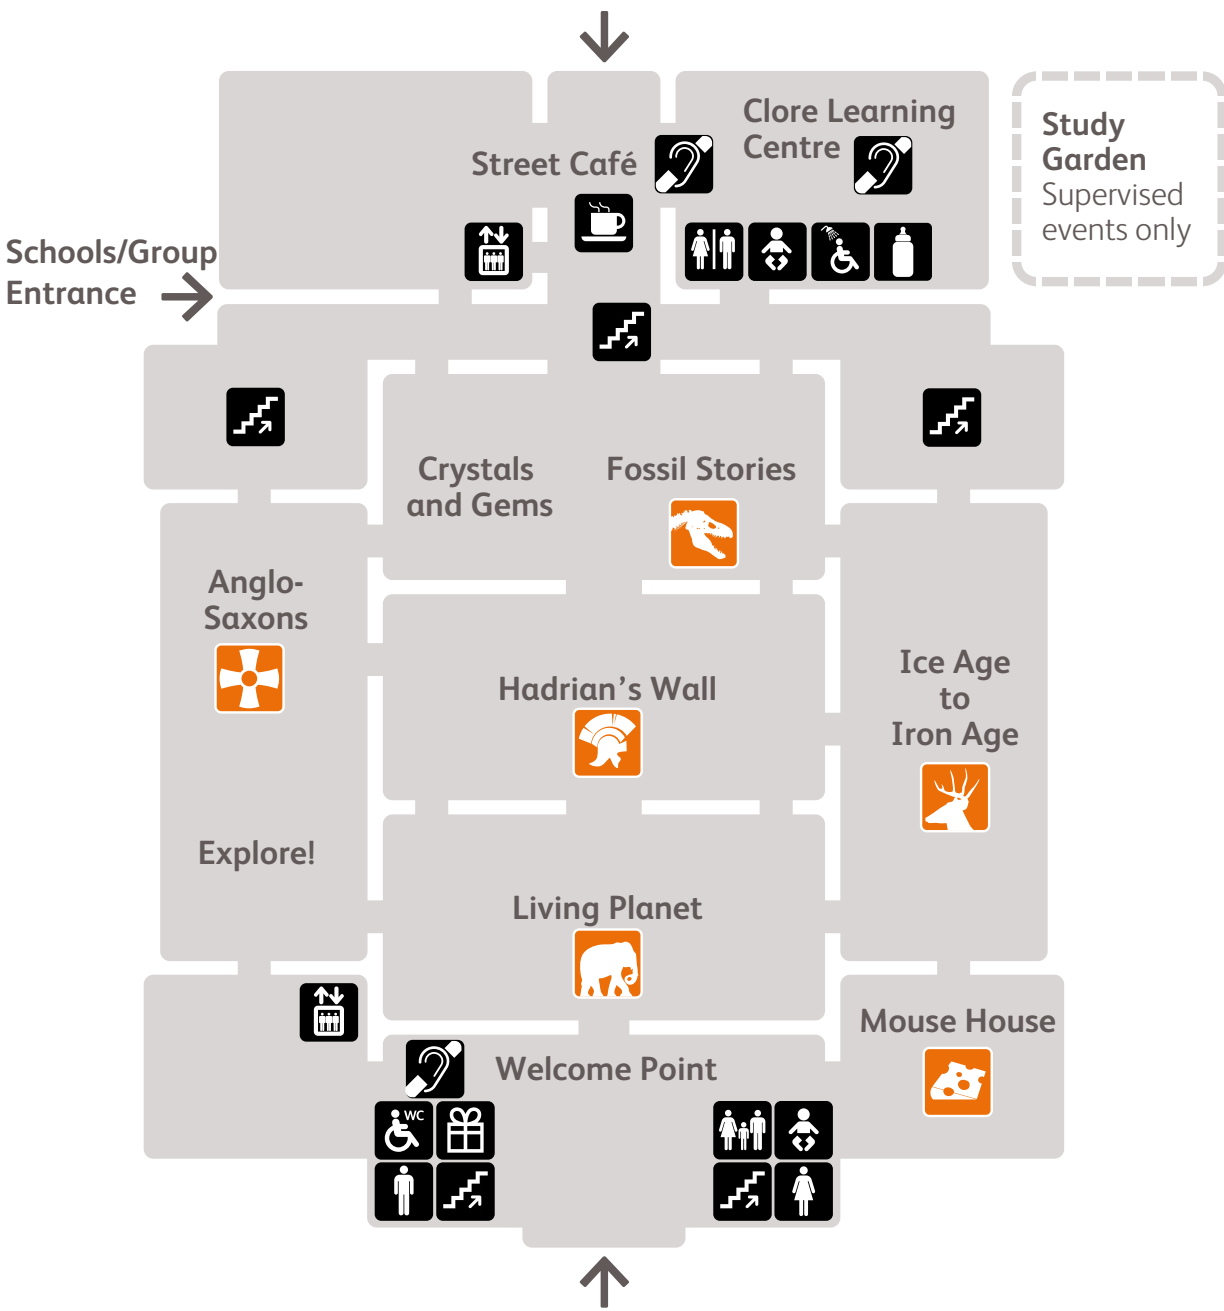 Clore Learning
Centre
Study
Garden
Supervised
events only
Street Café
Schools/Group
Entrance
Crystals
and Gems
Fossil Stories
Anglo-
Saxons
Hadrian's Wall
Ice Age
to
Iron Age
Explore!
Living Planet
Mouse House
Welcome Point
WC